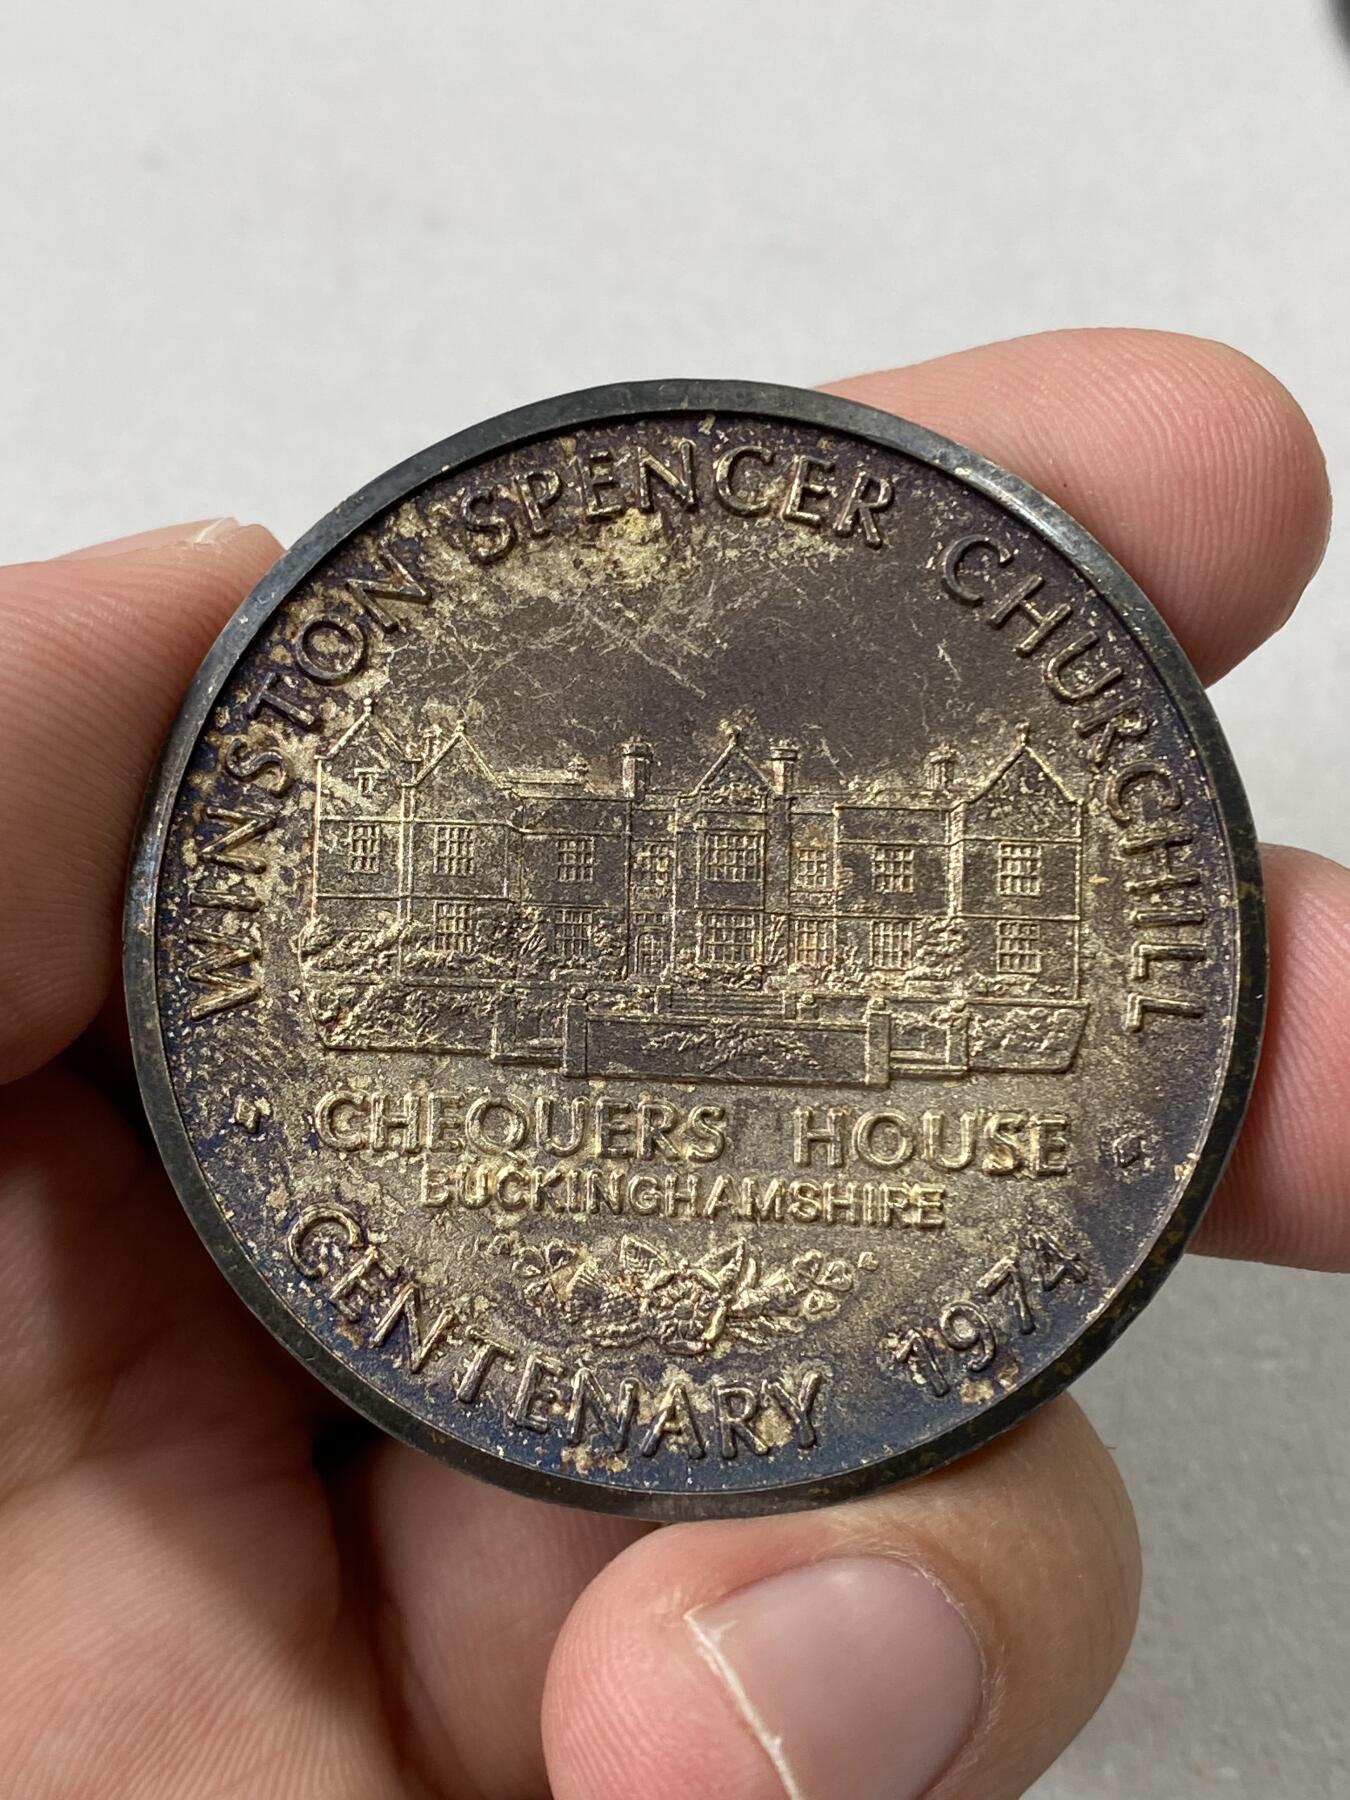 WINSTON SPENCER CHURCHILL
CHEQUERS HOUSE
BUCKINGHAMSHIRE
CENTENARY 1974